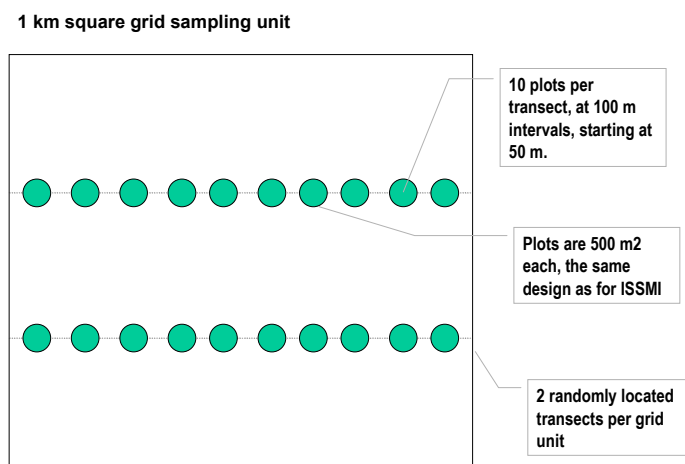 1 km square grid sampling unit
10 plots per
transect, at 100 m
intervals, starting at
50 m.
Plots are 500 m2
each, the same
design as for ISSMI
2 randomly located
transects per grid
unit